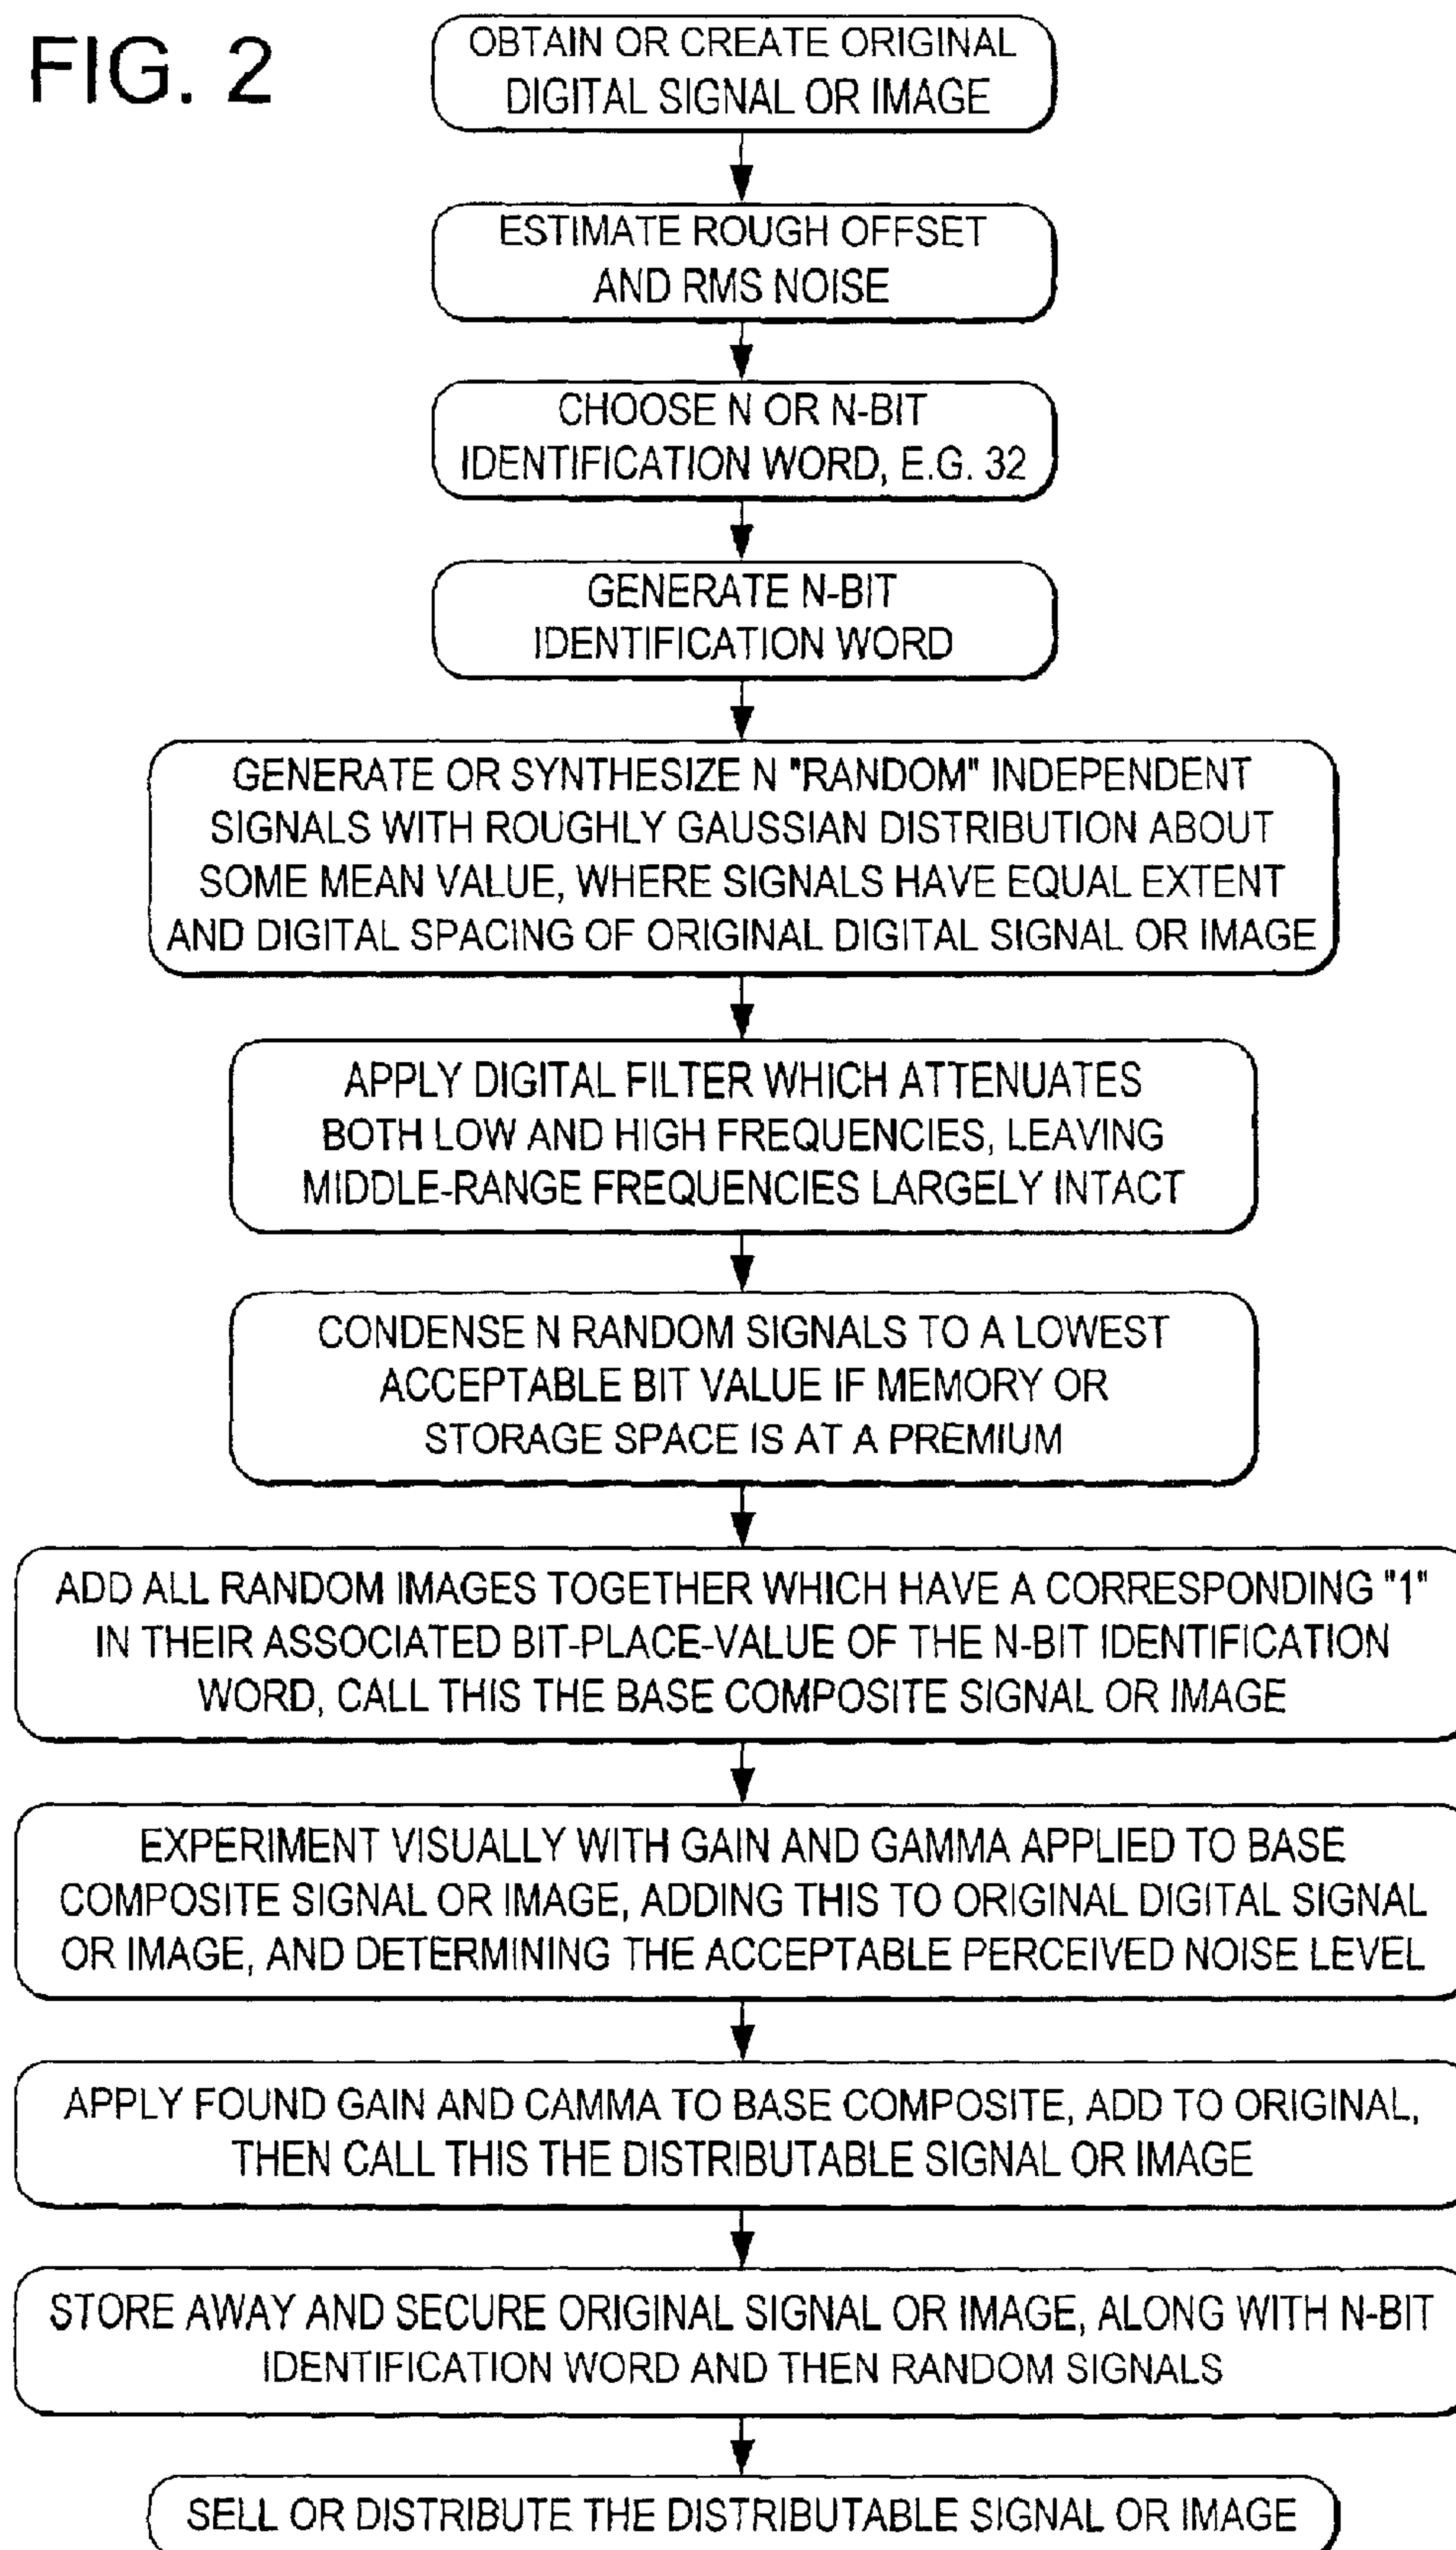 FIG. 2
OBTAIN OR CREATE ORIGINAL
DIGITAL SIGNAL OR IMAGE
ESTIMATE ROUGH OFFSET
AND RMS NOISE
CHOOSE N OR N-BIT
IDENTIFICATION WORD, E.G. 32
GENERATE N-BIT
IDENTIFICATION WORD
GENERATE OR SYNTHESIZE N "RANDOM" INDEPENDENT
SIGNALS WITH ROUGHLY GAUSSIAN DISTRIBUTION ABOUT
SOME MEAN VALUE, WHERE SIGNALS HAVE EQUAL EXTENT
AND DIGITAL SPACING OF ORIGINAL DIGITAL SIGNAL OR IMAGE
APPLY DIGITAL FILTER WHICH ATTENUATES
BOTH LOW AND HIGH FREQUENCIES, LEAVING
MIDDLE-RANGE FREQUENCIES LARGELY INTACT
CONDENSE N RANDOM SIGNALS TO A LOWEST
ACCEPTABLE BIT VALUE IF MEMORY OR
STORAGE SPACE IS AT A PREMIUM
ADD ALL RANDOM IMAGES TOGETHER WHICH HAVE A CORRESPONDING "1"
IN THEIR ASSOCIATED BIT-PLACE-VALUE OF THE N-BIT IDENTIFICATION
WORD, CALL THIS THE BASE COMPOSITE SIGNAL OR IMAGE
EXPERIMENT VISUALLY WITH GAIN AND GAMMA APPLIED TO BASE
COMPOSITE SIGNAL OR IMAGE, ADDING THIS TO ORIGINAL DIGITAL SIGNAL
OR IMAGE, AND DETERMINING THE ACCEPTABLE PERCEIVED NOISE LEVEL
APPLY FOUND GAIN AND CAMMA TO BASE COMPOSITE, ADD TO ORIGINAL,
THEN CALL THIS THE DISTRIBUTABLE SIGNAL OR IMAGE
STORE AWAY AND SECURE ORIGINAL SIGNAL OR IMAGE, ALONG WITH N-BIT
IDENTIFICATION WORD AND THEN RANDOM SIGNALS
SELL OR DISTRIBUTE THE DISTRIBUTABLE SIGNAL OR IMAGE